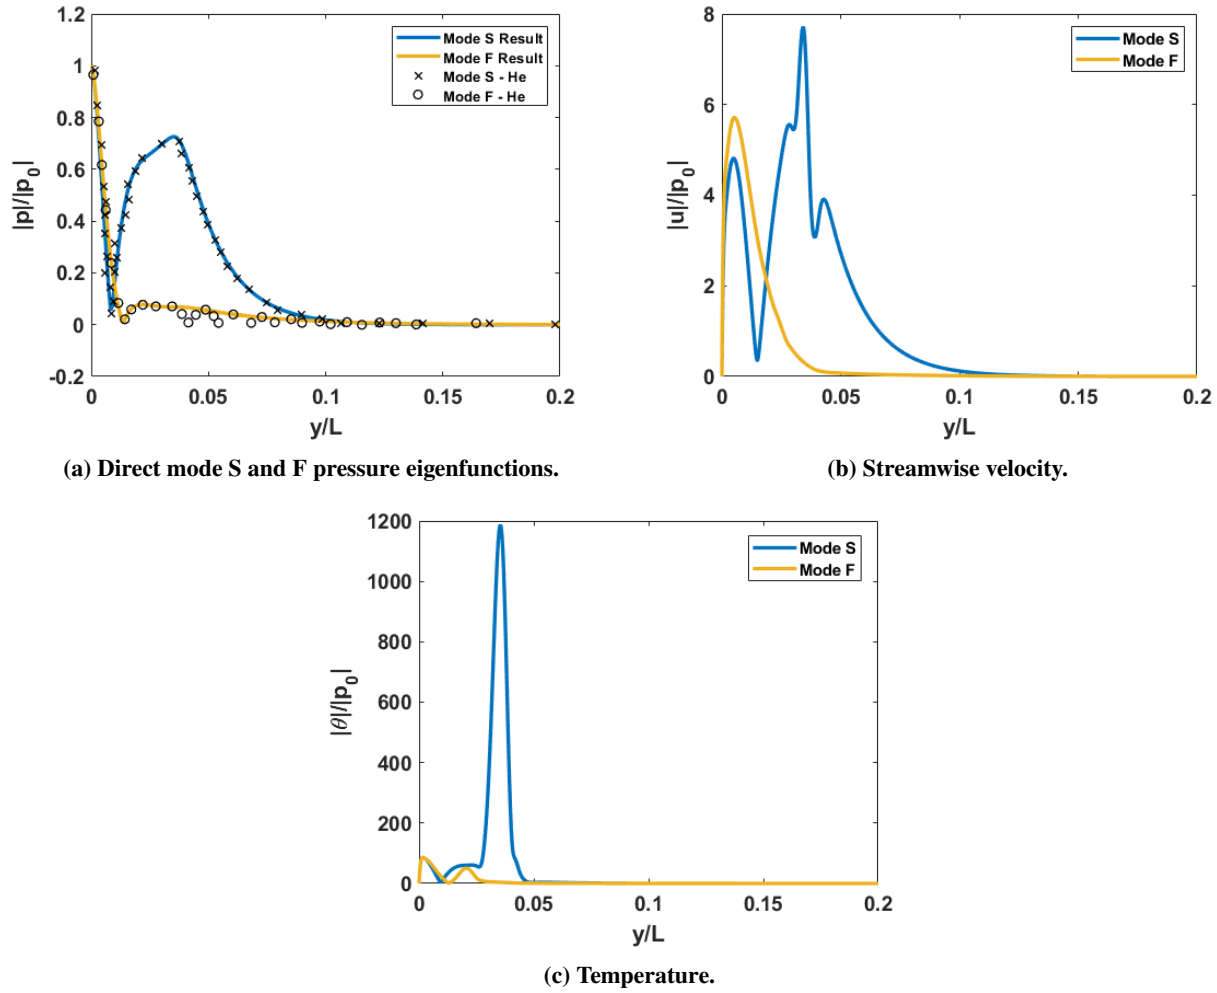 1.2
1
0.8
0.6
0.4
0.2
0
-0.2
|p|/|p0|
0
0.05
0.1
0.15
0.2
y/L
Mode S Result
Mode F Result
Mode S - He
Mode F - He
(a) Direct mode S and F pressure eigenfunctions.
8
6
4
2
0
|u|/|p0|
0
0.05
0.1
0.15
0.2
y/L
Mode S
Mode F
(b) Streamwise velocity.
1200
1000
800
600
400
200
0
|θ|/|p0|
0
0.05
0.1
0.15
0.2
y/L
Mode S
Mode F
(c) Temperature.